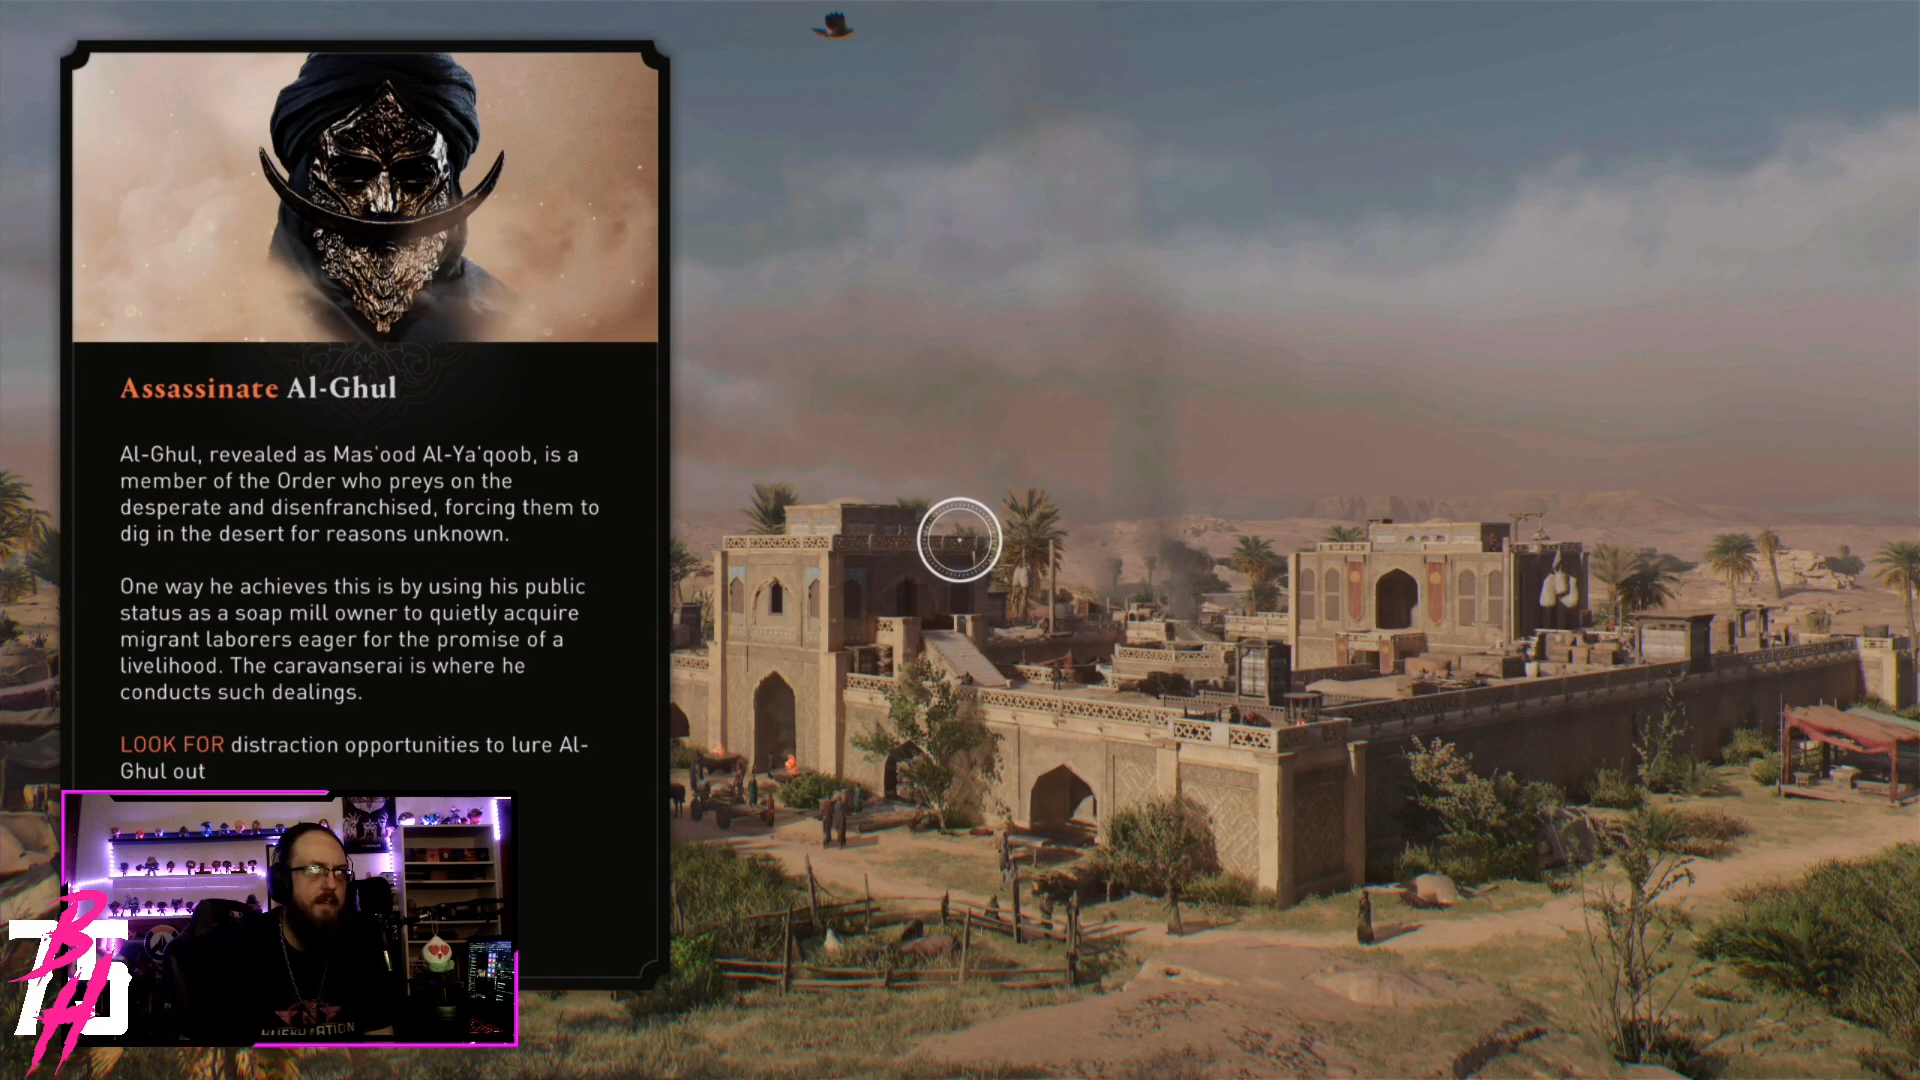 Assassinate Al-Ghul
Al-Ghul, revealed as Mas'ood Al-Ya'qoob, is a
member of the Order who preys on the
desperate and disenfranchised, forcing them to
dig in the desert for reasons unknown.
One way he achieves this is by using his public
status as a soap mill owner to quietly acquire
migrant laborers eager for the promise of a
livelihood. The caravanserai is where he
conducts such dealings.
LOOK FOR distraction opportunities to lure Al-
Ghul out